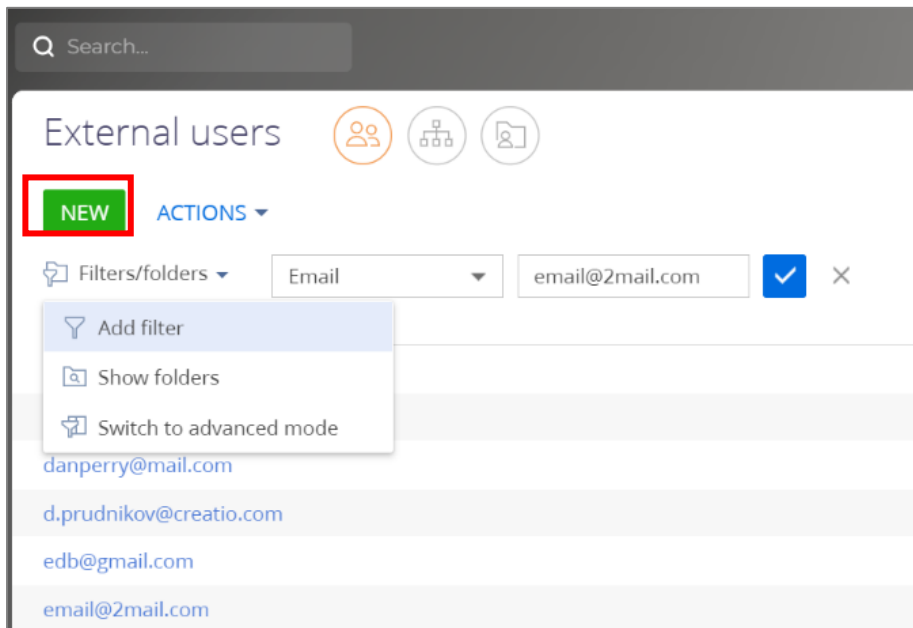 Search...
External users
NEW ACTIONS
Filters/folders Email email@2mail.com
Add filter
Show folders
Switch to advanced mode
danperry@mail.com
d.prudnikov@creatio.com
edb@gmail.com
email@2mail.com